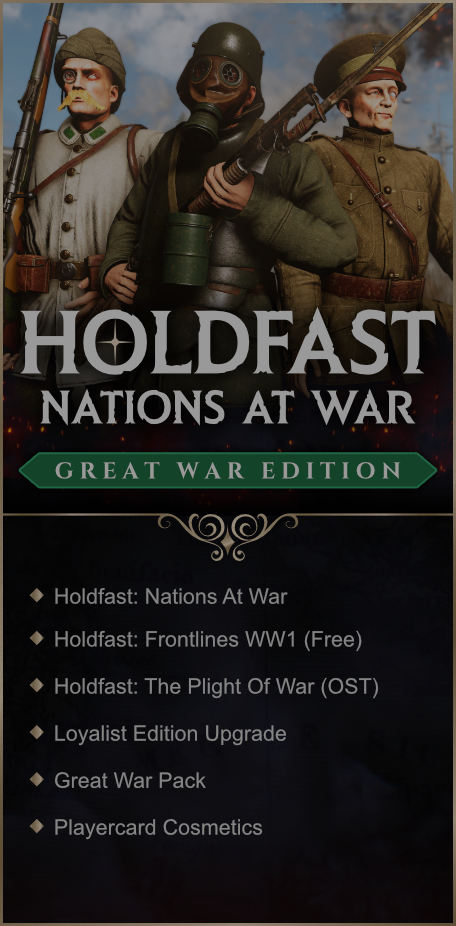 HOLDFAST
NATIONS AT WAR
GREAT WAR EDITION
Holdfast: Nations At War
Holdfast: Frontlines WW1 (Free)
Holdfast: The Plight Of War (OST)
Loyalist Edition Upgrade
Great War Pack
Playercard Cosmetics